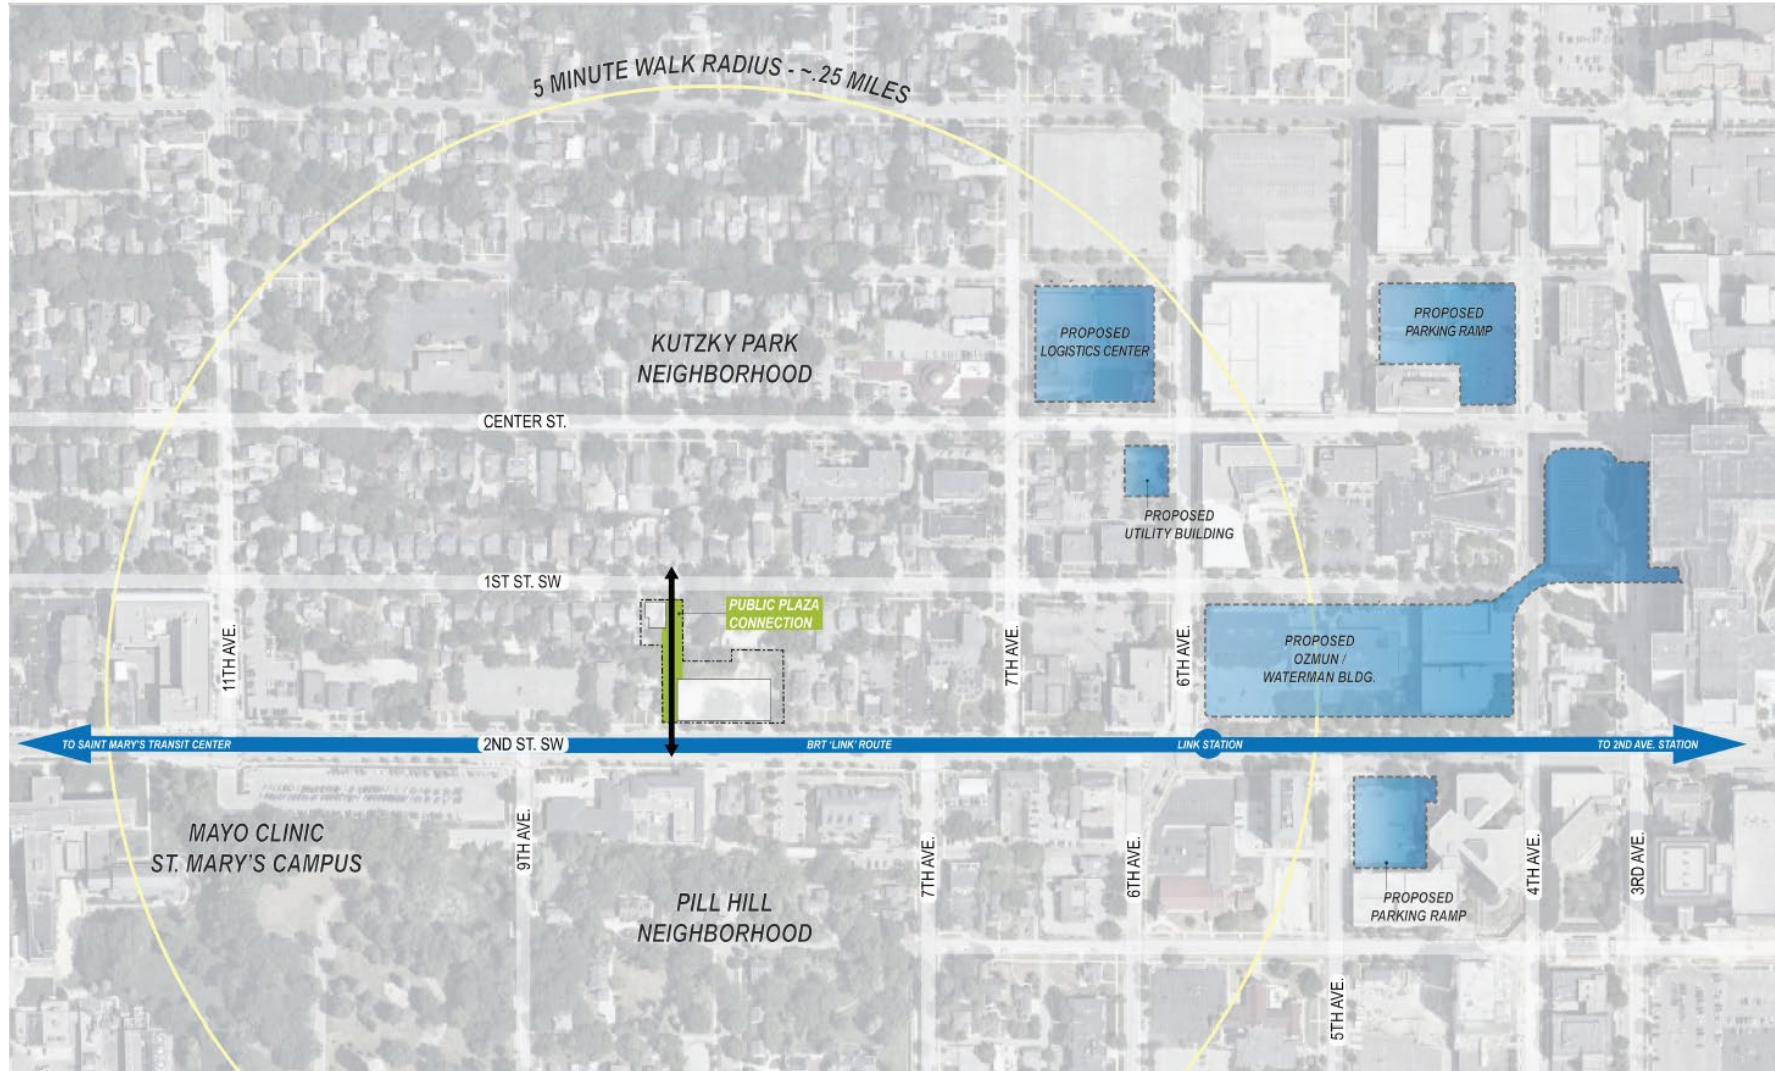 5 MINUTE WALK RADIUS - ~.25 MILES
PROPOSED
LOGISTICS CENTER
PROPOSED
PARKING RAMP
KUTZKY PARK
NEIGHBORHOOD
CENTER ST.
PROPOSED
UTILITY BUILDING
1ST ST. SW
PUBLIC PLAZA
CONNECTION
11TH AVE.
7TH AVE.
6TH AVE.
PROPOSED
OZMUN /
WATERMAN BLDG.
TO SAINT MARY'S TRANSIT CENTER
2ND ST. SW
BRT 'LINK' ROUTE
LINK STATION
TO 2ND AVE. STATION
MAYO CLINIC
ST. MARY'S CAMPUS
9TH AVE.
7TH AVE.
6TH AVE.
4TH AVE.
3RD AVE.
PILL HILL
NEIGHBORHOOD
PROPOSED
PARKING RAMP
5TH AVE.